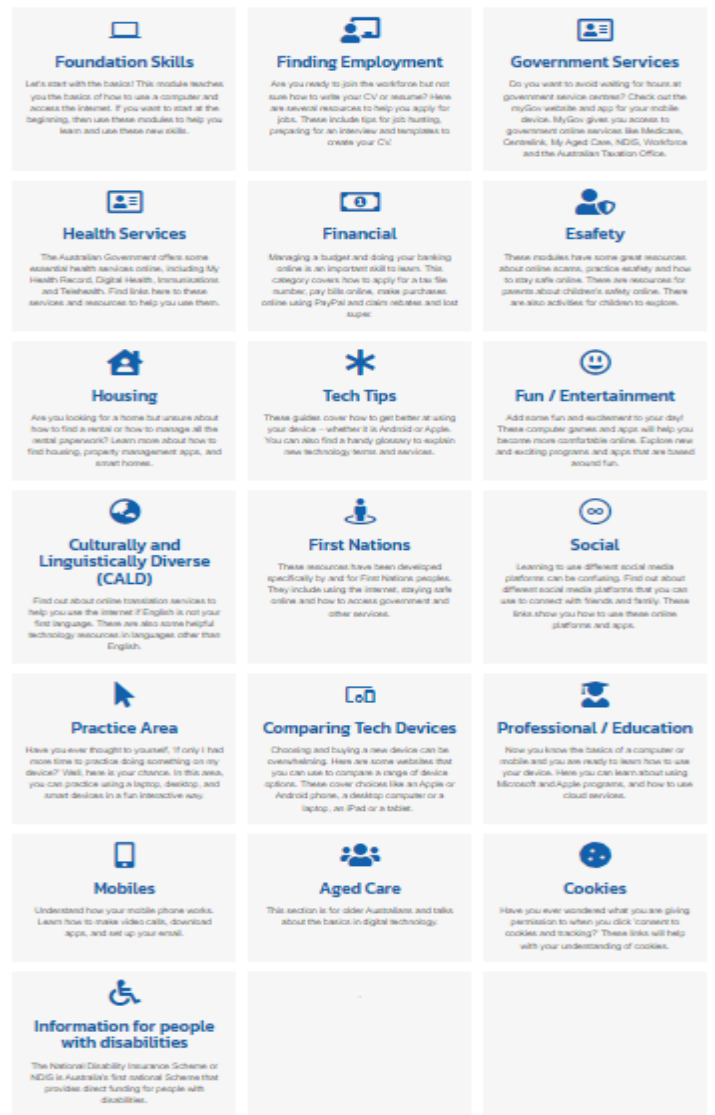 Foundation Skills
Let's start with the basics! This module teaches
you the basics of how to use a computer and
access the internet. If you want to start at the
beginning, then use these modules to help you
learn and use these new skills.
Finding Employment
Are you ready to join the workforce but not
sure how to write your CV or resume? Here
are several resources to help you apply for
jobs. These include tips for job hunting,
preparing for an interview and templates to
create your CV.
Government Services
Do you want to avoid waiting for hours at
government service centres? Check out the
myGov website and app for your mobile
device. MyGov gives you access to
government online services like Medicare,
Centrelink, My Aged Care, NDIS, Workforce
and the Australian Taxation Office.
Health Services
The Australian Government offers some
essential health services online, including My
Health Record, Digital Health, Immunisations
and Telehealth. Find links here to these
services and resources to help you use them.
Financial
Managing a budget and doing your banking
online is an important skill to learn. This
category covers how to apply for a tax file
number, pay bills online, make purchases
online using PayPal and claim rebates and lost
super.
Esafety
These modules have some great resources
about online scams, practice esafety and how
to stay safe online. There are resources for
parents about children's safety online. There
are also activities for children to explore.
Housing
Are you looking for a home but unsure about
how to find a rental or how to manage all the
rental paperwork? Learn more about how to
find housing, property management apps, and
smart homes.
Tech Tips
These guides cover how to get better at using
your device – whether it is Android or Apple.
You can also find a handy glossary to explain
new technology terms and services.
Fun / Entertainment
Add some fun and excitement to your day!
These computer games and apps will help you
become more comfortable online. Explore new
and exciting programs and apps that are based
around fun.
Culturally and
Linguistically Diverse
(CALD)
Find out about online translation services to
help you use the internet if English is not your
first language. There are also some helpful
technology resources in languages other than
English.
First Nations
These resources have been developed
specifically by and for First Nations peoples.
They include using the internet, staying safe
online and how to access government and
other services.
Social
Learning to use different social media
platforms can be confusing. Find out about
different social media platforms that you can
use to connect with friends and family. These
links show you how to use these online
platforms and apps.
Practice Area
Have you ever thought to yourself, 'if only I had
more time to practice doing something on my
device?' Well, here is your chance. In this area,
you can practice using a laptop, desktop, and
smart devices in a fun interactive way.
Comparing Tech Devices
Choosing and buying a new device can be
overwhelming. Here are some websites that
you can use to compare a range of device
options. These cover choices like an Apple or
Android phone, a desktop computer or a
laptop, an iPad or a tablet.
Professional / Education
Now you know the basics of a computer or
mobile and you are ready to learn how to use
your device. Here you can learn about using
Microsoft and Apple programs, and how to use
cloud services.
Mobiles
Understand how your mobile phone works.
Learn how to make video calls, download
apps, and set up your email.
Aged Care
This section is for older Australians and talks
about the basics in digital technology.
Cookies
Have you ever wondered what you are giving
permission to when you click 'consent to
cookies and tracking?' These links will help
with your understanding of cookies.
Information for people
with disabilities
The National Disability Insurance Scheme or
NDIS is Australia's first national Scheme that
provides direct funding for people with
disabilities.